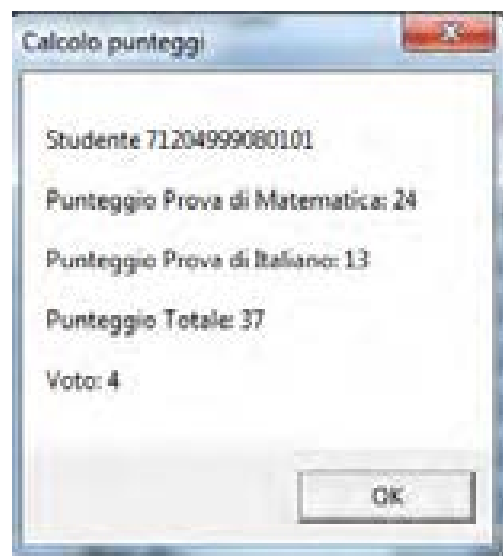 Calcolo punteggi
Studente 71204999080101
Punteggio Prova di Matematica: 24
Punteggio Prova di Italiano: 13
Punteggio Totale: 37
Voto: 4
OK